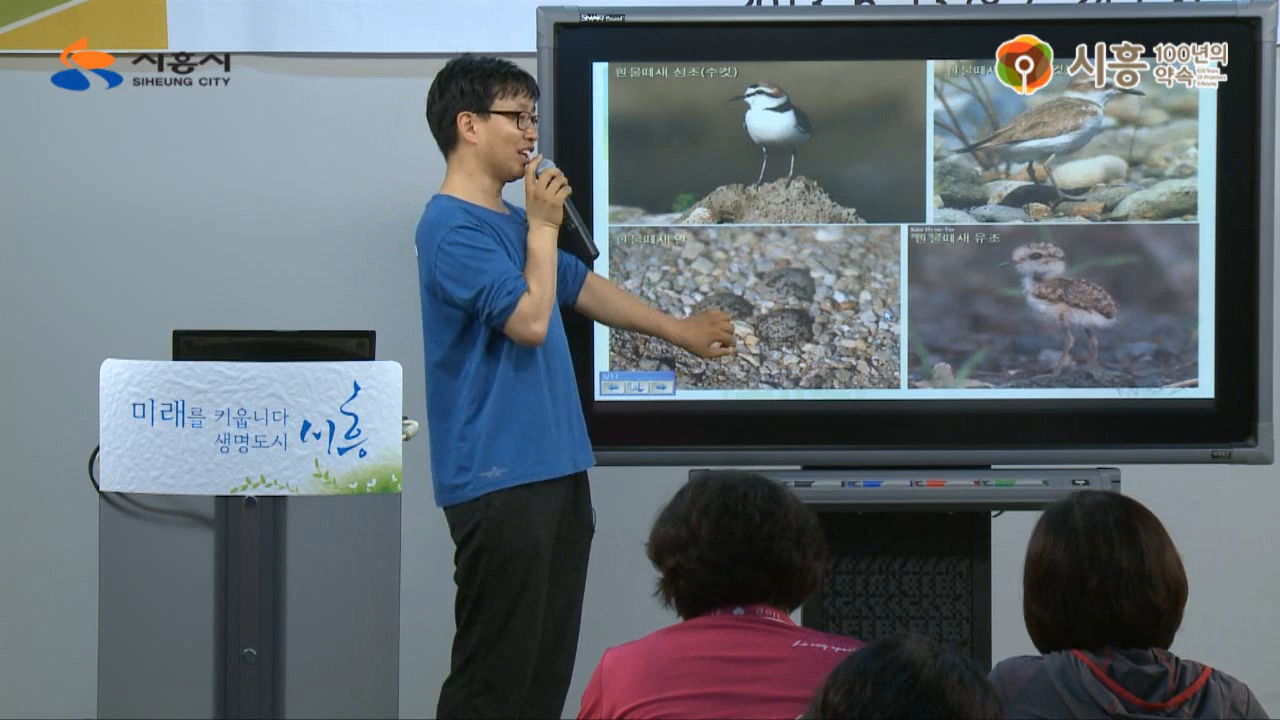 시흥시
SIHEUNG CITY
SMART Board
시흥 100년의
약속
흰물떼새 성조(수컷)
흰물떼새 알
흰물떼새 유조
미래를 키웁니다
생명도시 시흥